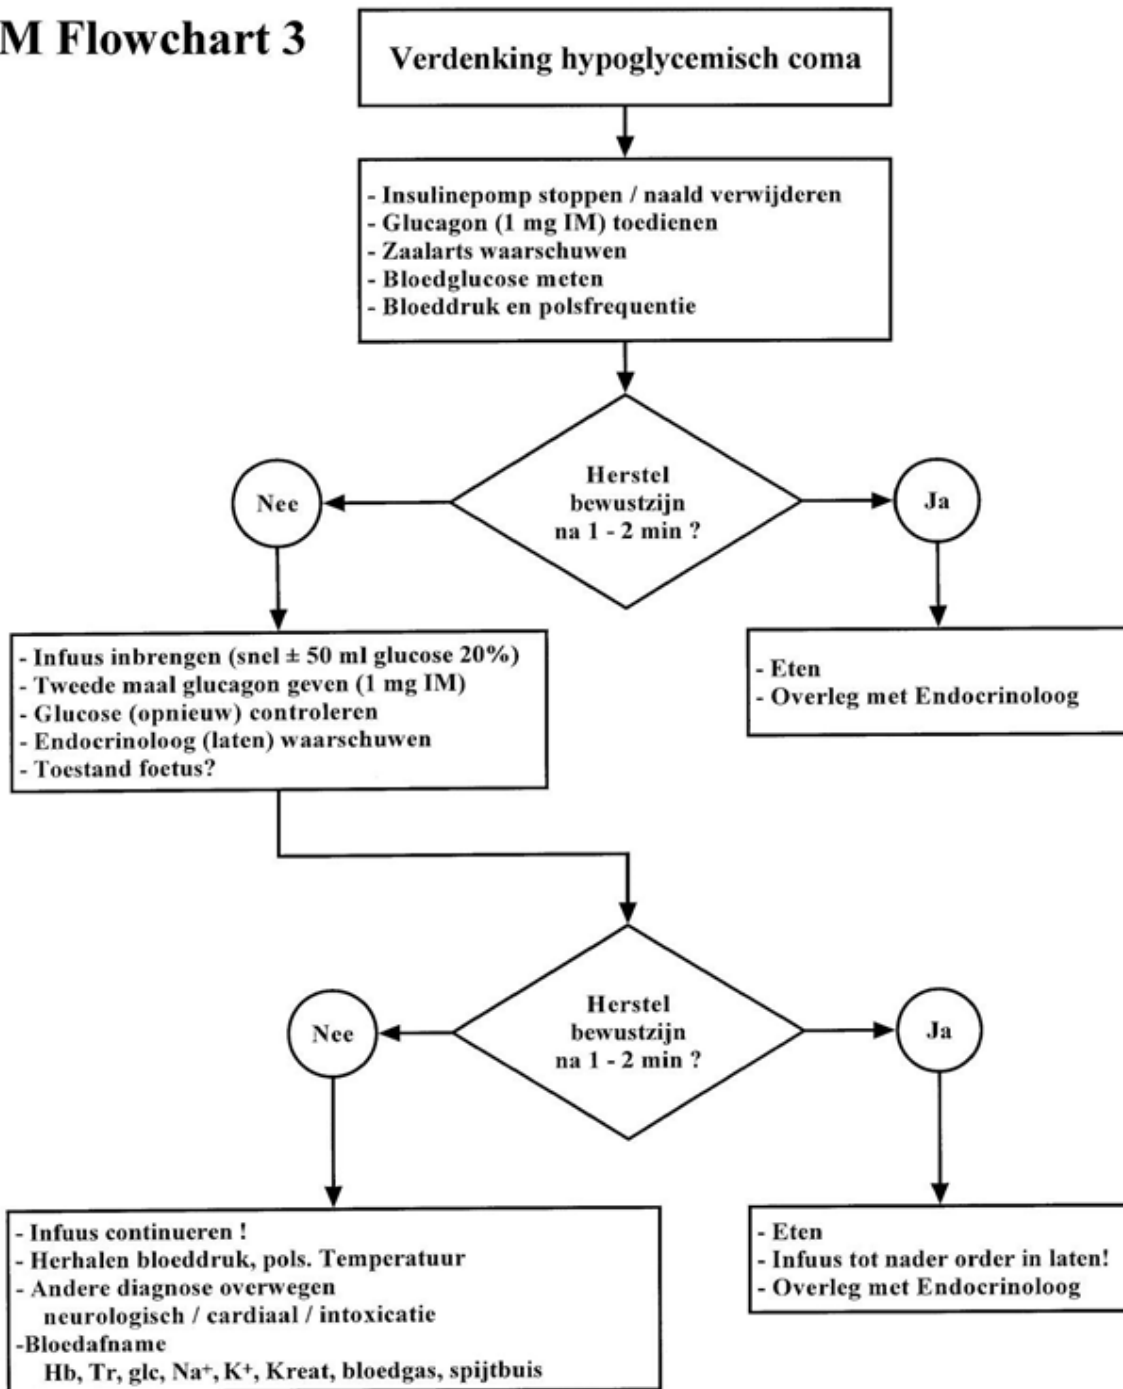 M Flowchart 3
Verdenking hypoglycemisch coma
- Insulinepomp stoppen / naald verwijderen
- Glucagon (1 mg IM) toedienen
- Zaalarts waarschuwen
- Bloedglucose meten
- Bloeddruk en polsfrequentie
Herstel
bewustzijn
na 1 - 2 min ?
Nee
Ja
- Infuus inbrengen (snel ± 50 ml glucose 20%)
- Tweede maal glucagon geven (1 mg IM)
- Glucose (opnieuw) controleren
- Endocrinoloog (laten) waarschuwen
- Toestand foetus?
- Eten
- Overleg met Endocrinoloog
Herstel
bewustzijn
na 1 - 2 min ?
Nee
Ja
- Infuus continueren !
- Herhalen bloeddruk, pols. Temperatuur
- Andere diagnose overwegen
neurologisch / cardiaal / intoxicatie
-Bloedafname
Hb, Tr, glc, Na⁺, K⁺, Kreat, bloedgas, spijtbuis
- Eten
- Infuus tot nader order in laten!
- Overleg met Endocrinoloog